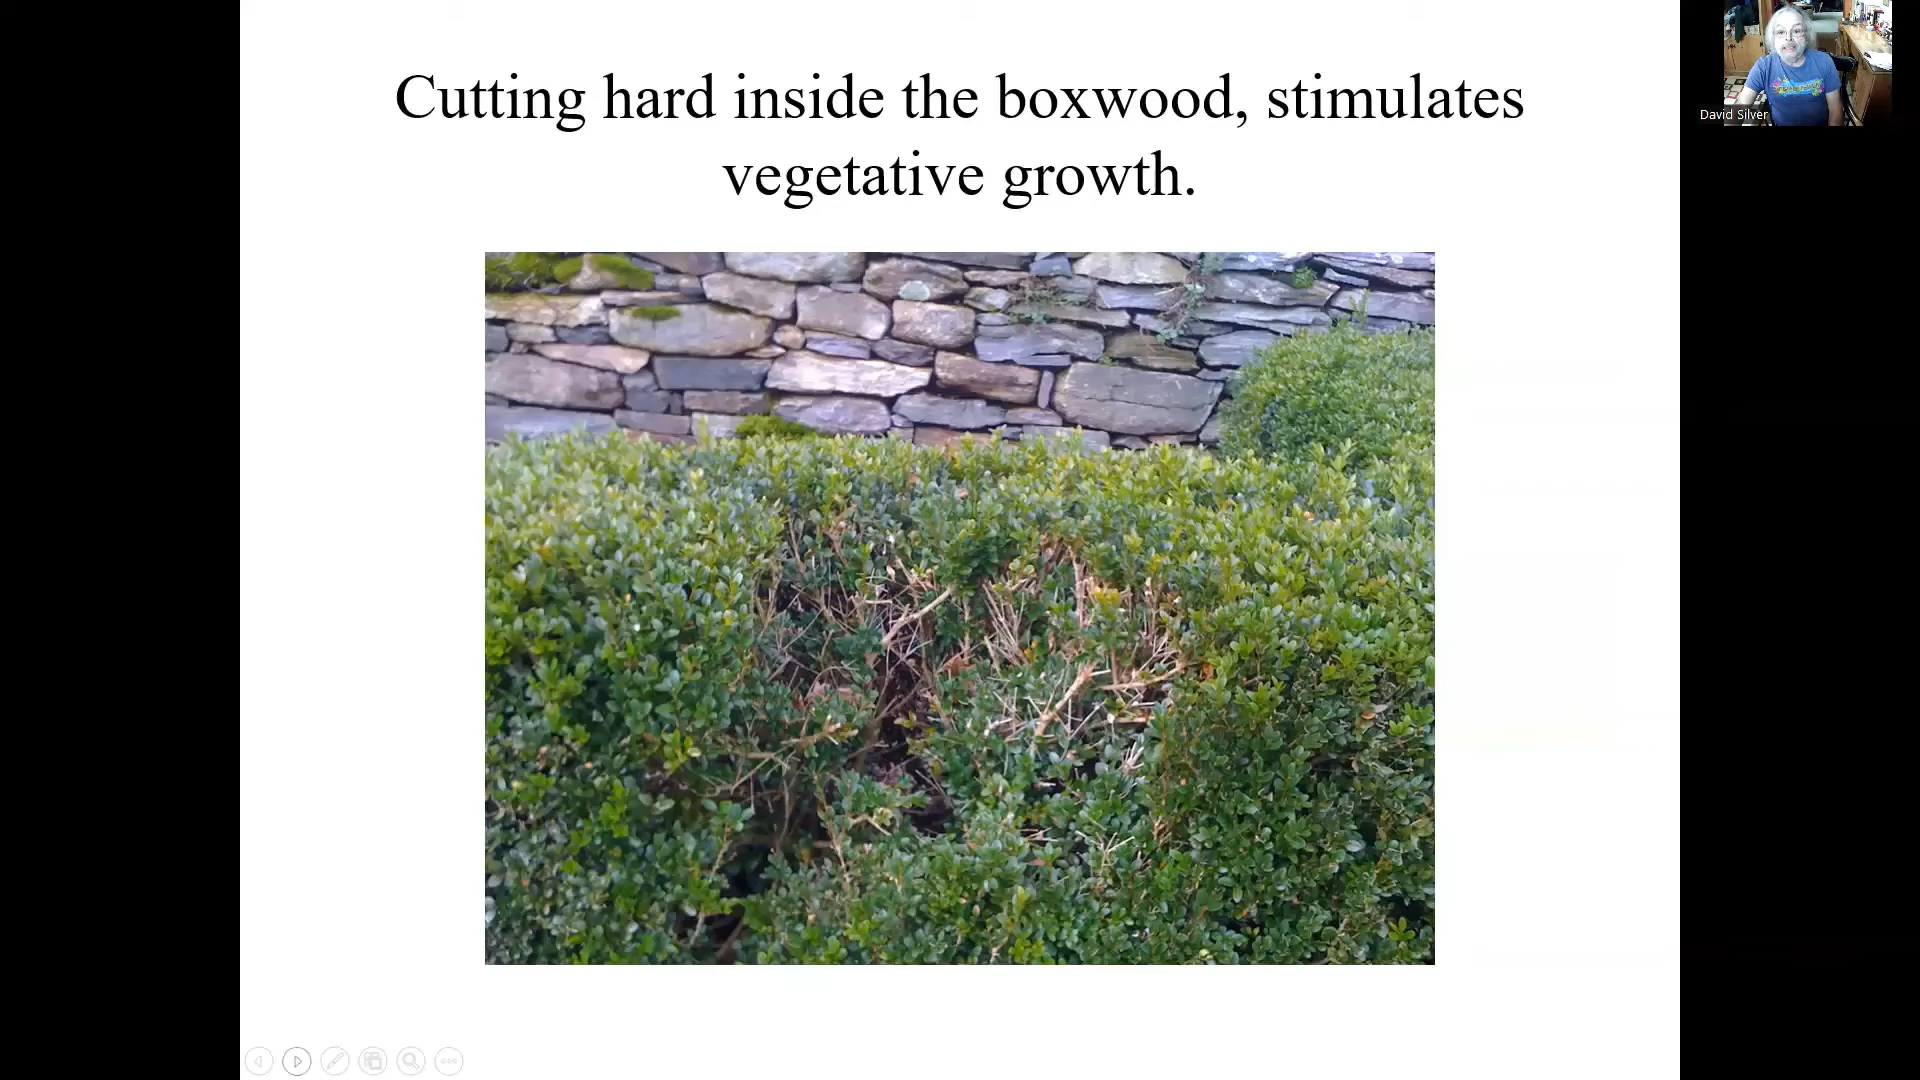 Cutting hard inside the boxwood, stimulates
vegetative growth.
David Silver